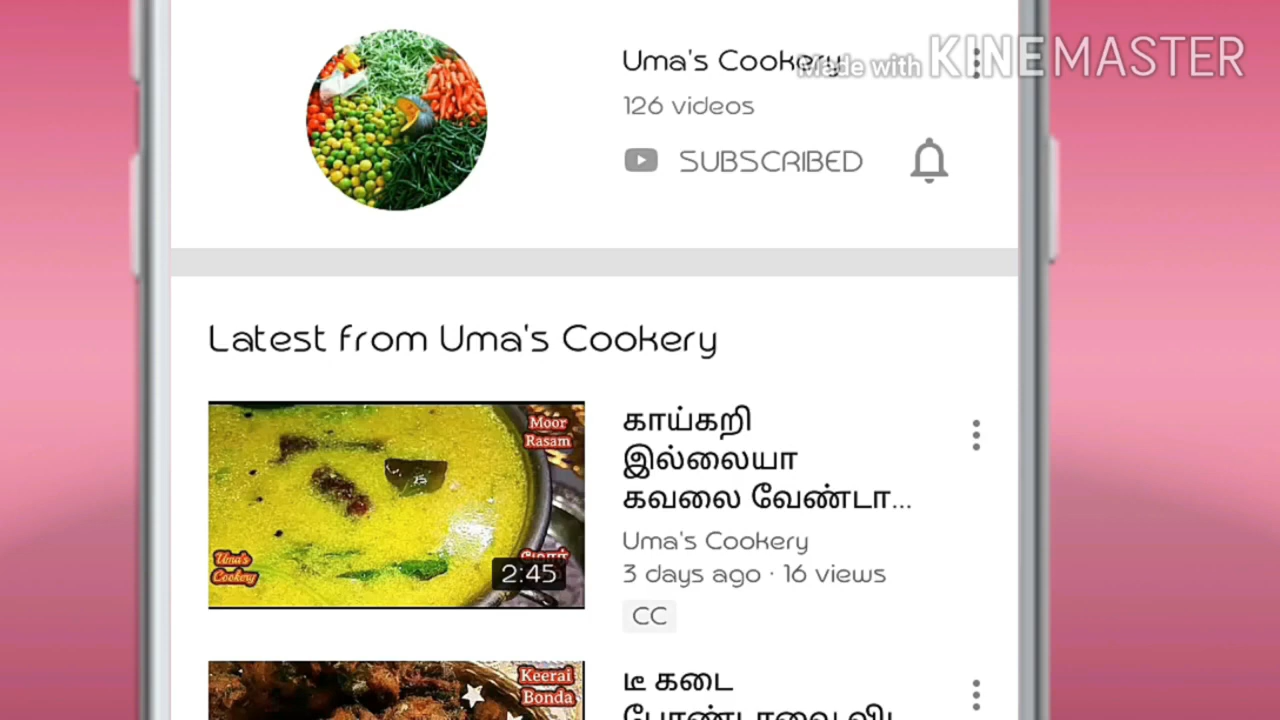 Uma's Cookery
Made with KINEMASTER
126 videos
SUBSCRIBED
Latest from Uma's Cookery
Moor
Rasam
Uma's
Cookery
மோர்
2:45
காய்கறி
இல்லையா
கவலை வேண்டா...
Uma's Cookery
3 days ago · 16 views
CC
Keerai
Bonda
டீ கடை